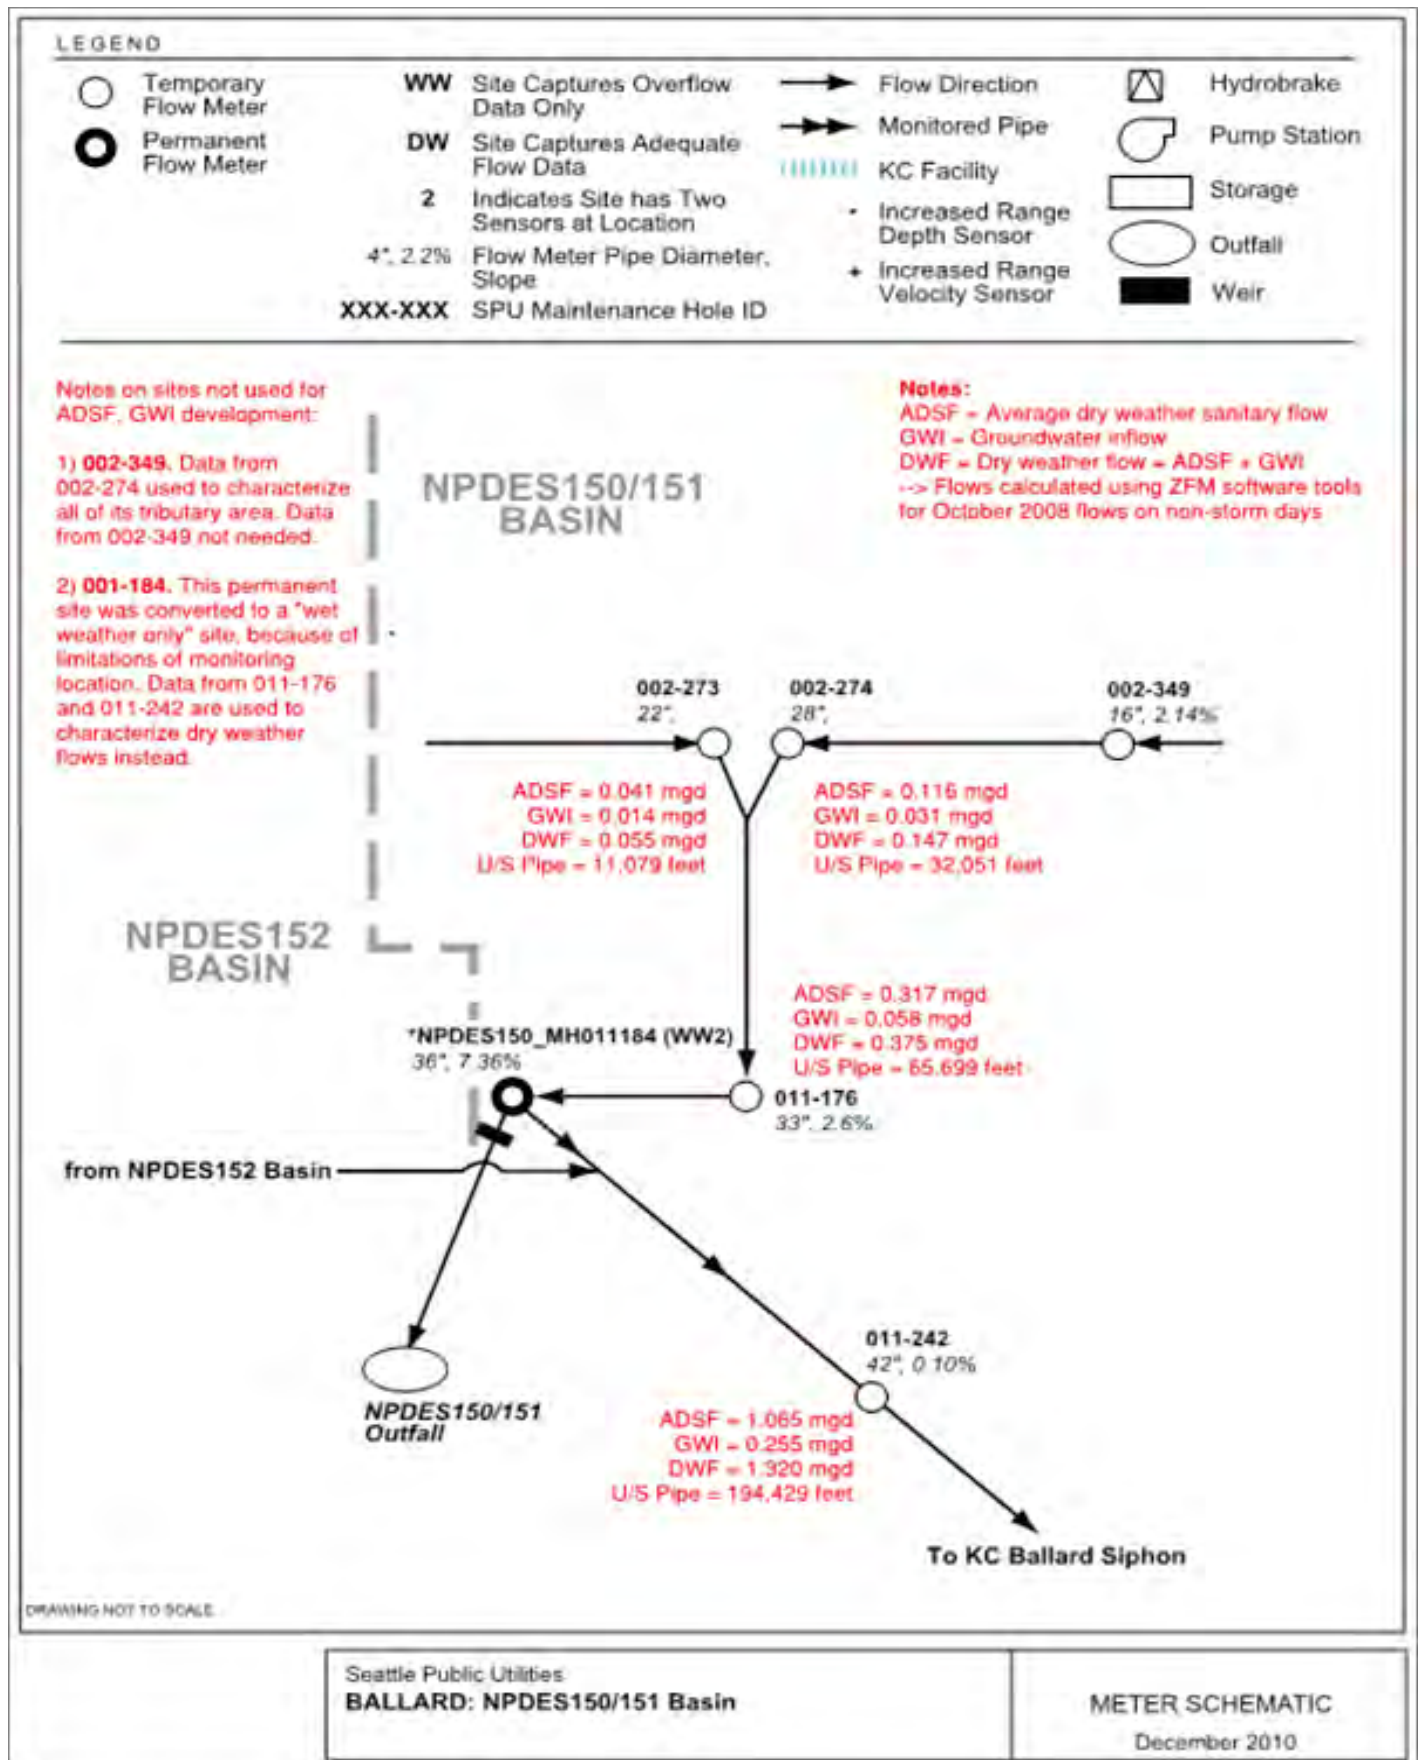 LEGEND
Temporary
Flow Meter
Permanent
Flow Meter
WW Site Captures Overflow
Data Only
DW Site Captures Adequate
Flow Data
2 Indicates Site has Two
Sensors at Location
4", 2.2% Flow Meter Pipe Diameter,
Slope
XXX-XXX SPU Maintenance Hole ID
Flow Direction
Monitored Pipe
KC Facility
Increased Range
Depth Sensor
+ Increased Range
Velocity Sensor
Hydrobrake
Pump Station
Storage
Outfall
Weir
Notes on sites not used for
ADSF, GWI development:
1) 002-349. Data from
002-274 used to characterize
all of its tributary area. Data
from 002-349 not needed.
2) 001-184. This permanent
site was converted to a "wet
weather only" site, because of
limitations of monitoring
location. Data from 011-176
and 011-242 are used to
characterize dry weather
flows instead.
Notes:
ADSF = Average dry weather sanitary flow
GWI = Groundwater inflow
DWF = Dry weather flow = ADSF + GWI
--> Flows calculated using ZFM software tools
for October 2008 flows on non-storm days
NPDES150/151
BASIN
002-273
22",
002-274
28",
002-349
16", 2.14%
ADSF = 0.041 mgd
GWI = 0.014 mgd
DWF = 0.055 mgd
U/S Pipe = 11,079 feet
ADSF = 0.116 mgd
GWI = 0.031 mgd
DWF = 0.147 mgd
U/S Pipe = 32,051 feet
NPDES152
BASIN
ADSF = 0.317 mgd
GWI = 0.058 mgd
DWF = 0.375 mgd
U/S Pipe = 65,699 feet
*NPDES150_MH011184 (WW2)
36", 7.36%
011-176
33", 2.6%
from NPDES152 Basin
011-242
42", 0.10%
NPDES150/151
Outfall
ADSF = 1.065 mgd
GWI = 0.255 mgd
DWF = 1.320 mgd
U/S Pipe = 194,429 feet
To KC Ballard Siphon
DRAWING NOT TO SCALE
Seattle Public Utilities
BALLARD: NPDES150/151 Basin
METER SCHEMATIC
December 2010